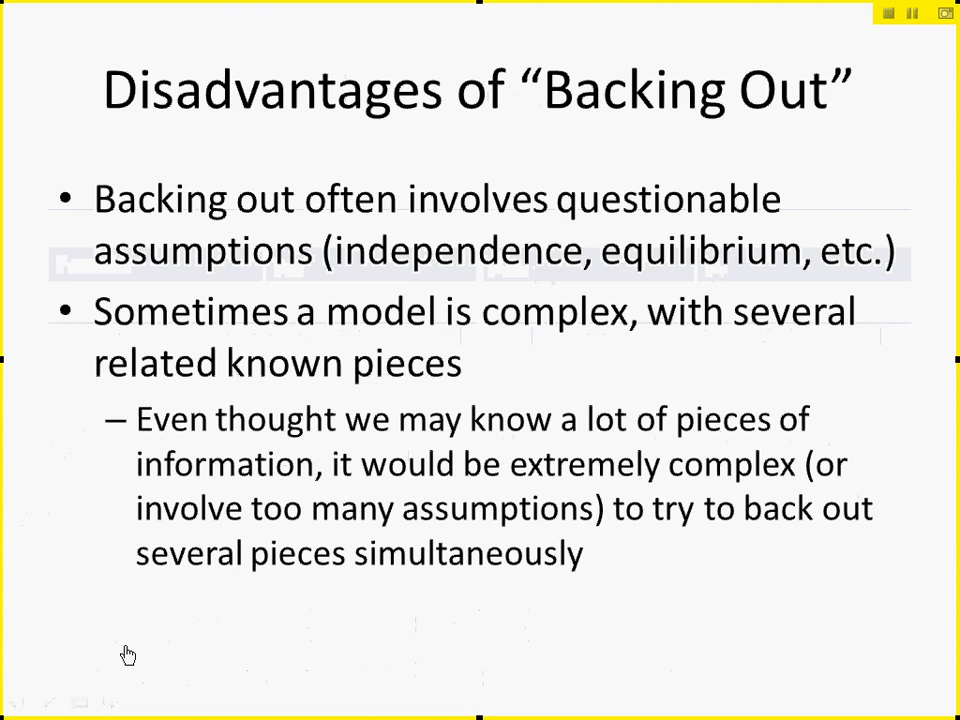 Disadvantages of “Backing Out”
• Backing out often involves questionable
assumptions (independence, equilibrium, etc.)
• Sometimes a model is complex, with several
related known pieces
– Even thought we may know a lot of pieces of
information, it would be extremely complex (or
involve too many assumptions) to try to back out
several pieces simultaneously